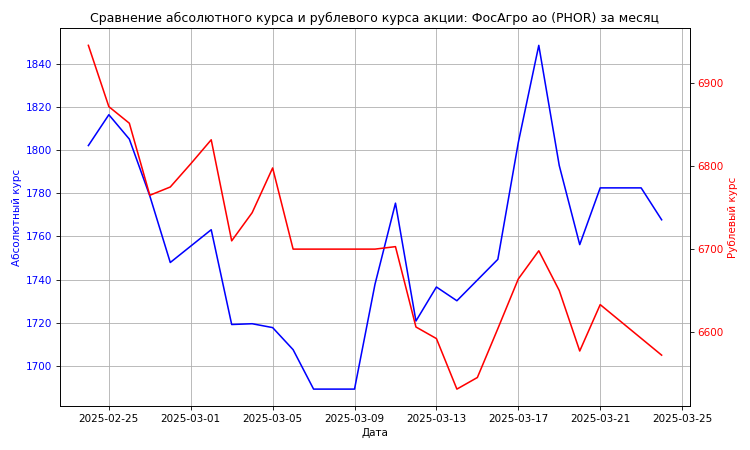 Сравнение абсолютного курса и рублевого курса акции: ФосАгро ао (PHOR) за месяц
1840
1820
1800
1780
1760
1740
1720
1700
Абсолютный курс
6900
6800
6700
6600
Рублевый курс
2025-02-25 2025-03-01 2025-03-05 2025-03-09 2025-03-13 2025-03-17 2025-03-21 2025-03-25
Дата